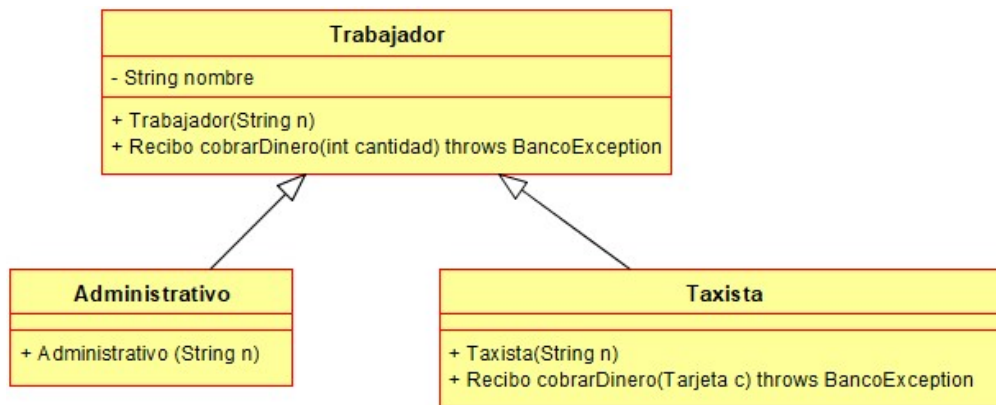 Trabajador
- String nombre
+ Trabajador(String n)
+ Recibo cobrarDinero(int cantidad) throws BancoException
Administrativo
+ Administrativo (String n)
Taxista
+ Taxista(String n)
+ Recibo cobrarDinero(Tarjeta c) throws BancoException